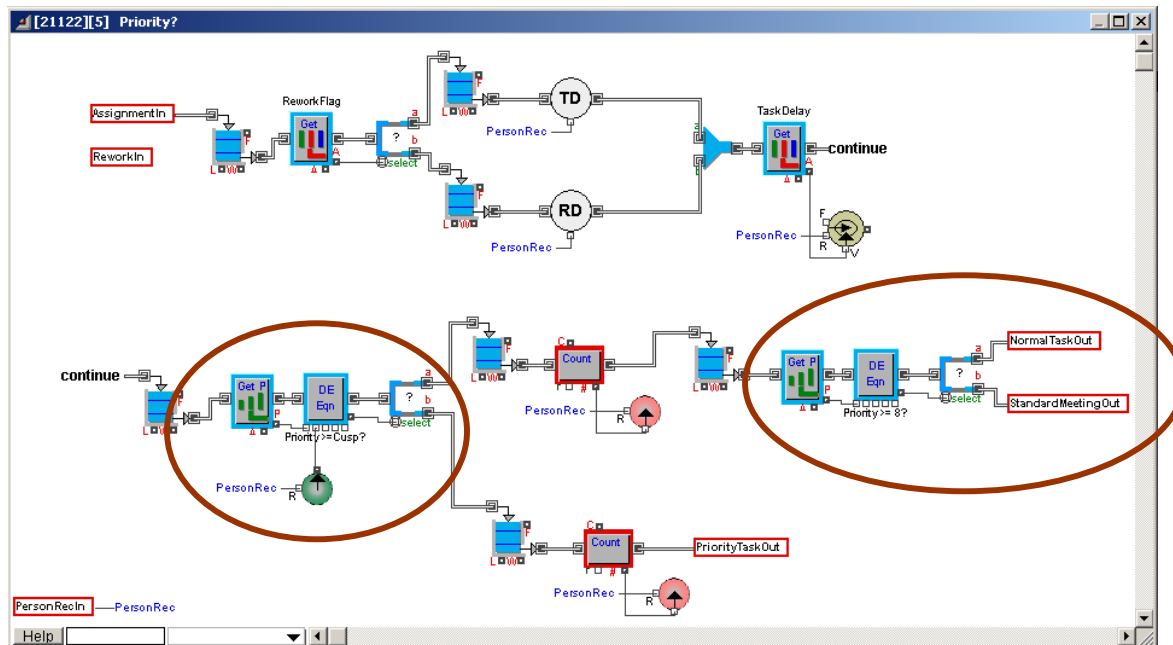 [21122][5] Priority?
AssignmentIn
ReworkIn
F
L W
ReworkFlag
Get
A
Δ
?
a
b
select
F
L W
TD
PersonRec
F
L W
RD
PersonRec
a
b
TaskDelay
Get
A
Δ
continue
F
R
V
PersonRec
continue
F
L W
Get P
P
Δ
DE
Eqn
Priority>=Cusp?
?
a
b
select
PersonRec
R
F
L W
C
Count
r
#
PersonRec
R
F
L W
Get P
P
Δ
DE
Eqn
Priority>= 8?
?
a
b
select
NormalTaskOut
StandardMeetingOut
F
L W
C
Count
r
#
PriorityTaskOut
PersonRec
R
PersonRecIn
PersonRec
Help